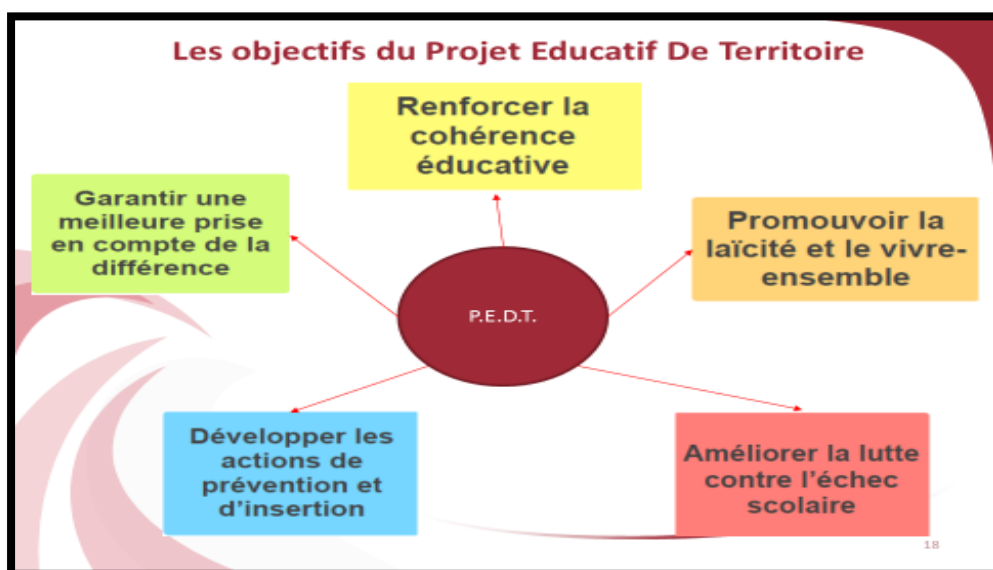 Les objectifs du Projet Educatif De Territoire
Renforcer la
cohérence
éducative
Garantir une
meilleure prise
en compte de la
différence
Promouvoir la
laïcité et le vivre-
ensemble
P.E.D.T.
Développer les
actions de
prévention et
d'insertion
Améliorer la lutte
contre l'échec
scolaire
18